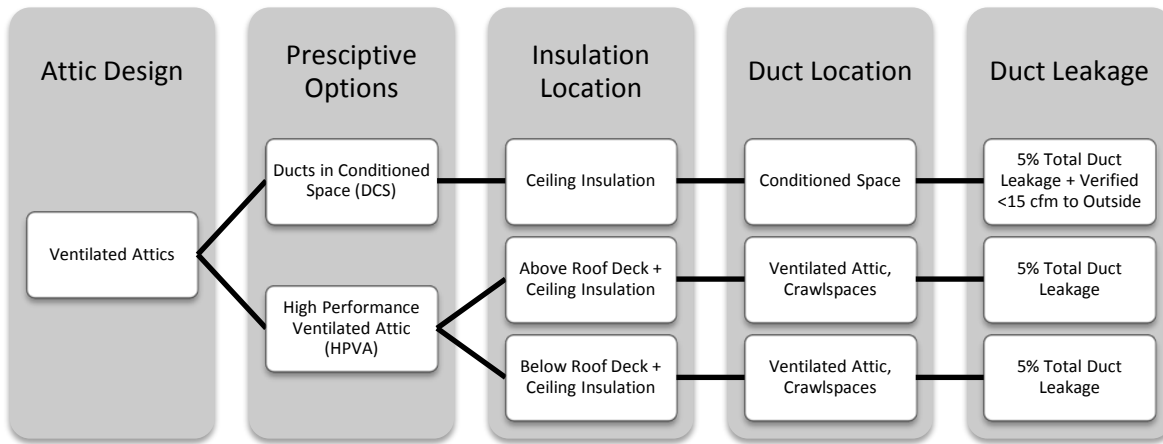 Attic Design
Presciptive
Options
Insulation
Location
Duct Location
Duct Leakage
Ventilated Attics
Ducts in Conditioned
Space (DCS)
Ceiling Insulation
Conditioned Space
5% Total Duct
Leakage + Verified
<15 cfm to Outside
High Performance
Ventilated Attic
(HPVA)
Above Roof Deck +
Ceiling Insulation
Ventilated Attic,
Crawlspaces
5% Total Duct
Leakage
Below Roof Deck +
Ceiling Insulation
Ventilated Attic,
Crawlspaces
5% Total Duct
Leakage